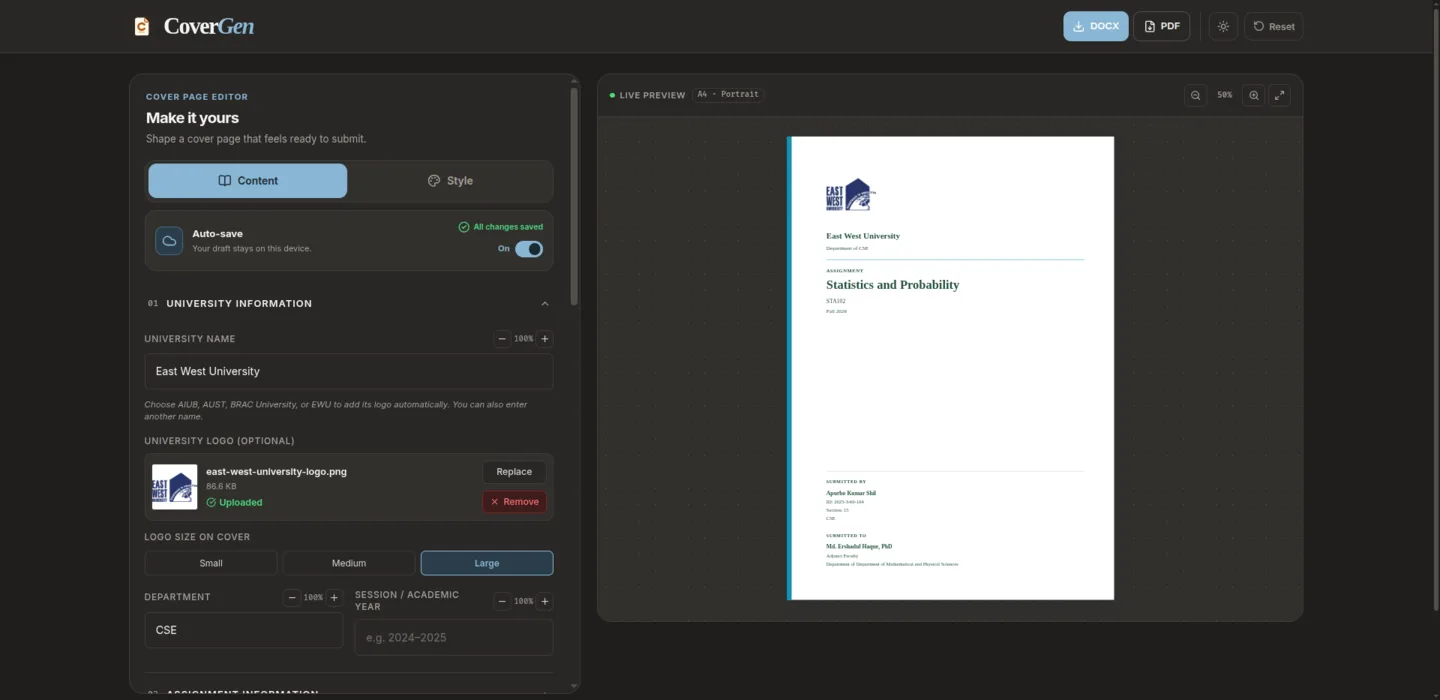 CoverGen
DOCX
PDF
Reset
COVER PAGE EDITOR
Make it yours
Shape a cover page that feels ready to submit.
Content
Style
Auto-save
Your draft stays on this device.
All changes saved
On
01 UNIVERSITY INFORMATION
UNIVERSITY NAME
100%
East West University
Choose AIUB, AUST, BRAC University, or EWU to add its logo automatically. You can also enter
another name.
UNIVERSITY LOGO (OPTIONAL)
EAST
WEST
east-west-university-logo.png
86.6 KB
Uploaded
Replace
Remove
LOGO SIZE ON COVER
Small
Medium
Large
DEPARTMENT
100%
CSE
SESSION / ACADEMIC
YEAR
100%
e.g. 2024–2025
ASSIGNMENT INFORMATION
LIVE PREVIEW
A4 · Portrait
50%
EAST
WEST
East West University
Department of CSE
ASSIGNMENT
Statistics and Probability
STA102
Fall 2026
SUBMITTED BY
Apurbo Kumar Shil
Section: 25
CSE
SUBMITTED TO
Md. Ershadul Haque, PhD
Adjunct Faculty
Department of Department of Mathematical and Physical Sciences